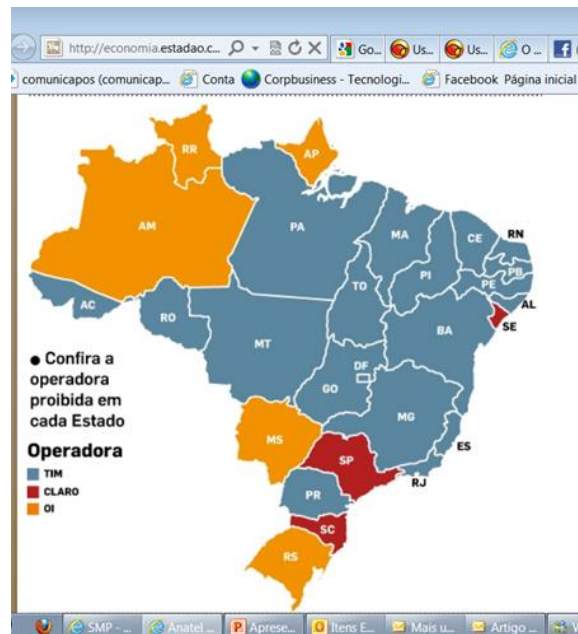 http://economia.estadao.c...
Go...
Us...
Us...
O ...
comunicapos (comunicap...
Conta
Corpbusiness - Tecnologi...
Facebook
Página inicial
RR
AP
AM
PA
MA
CE
RN
PB
PI
PE
AL
SE
AC
TO
RO
BA
MT
DF
GO
MG
ES
MS
SP
RJ
PR
SC
RS
● Confira a
operadora
proibida em
cada Estado
Operadora
TIM
CLARO
OI
SMP - ...
Anatel ...
Aprese...
Itens E...
Mais u...
Artigo ...